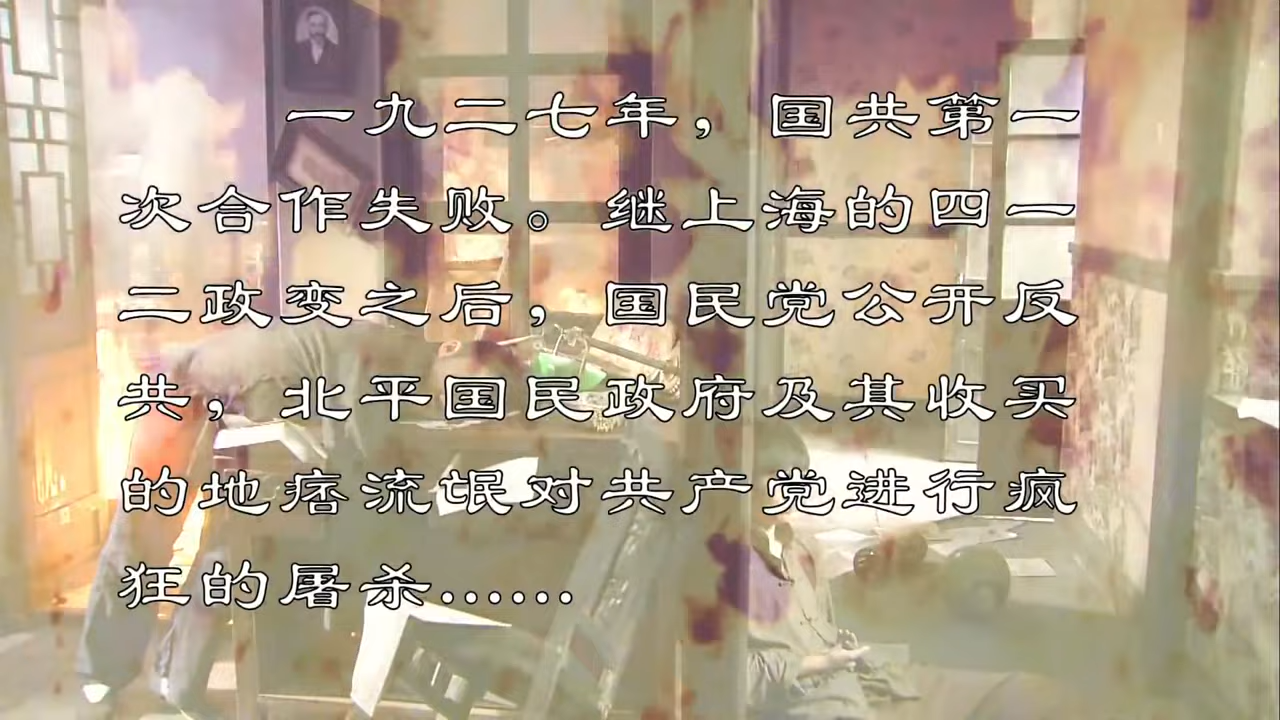 一九二七年，国共第一
次合作失败。继上海的四一
二政变之后，国民党公开反
共，北平国民政府及其收买
的地痞流氓对共产党进行疯
狂的屠杀……